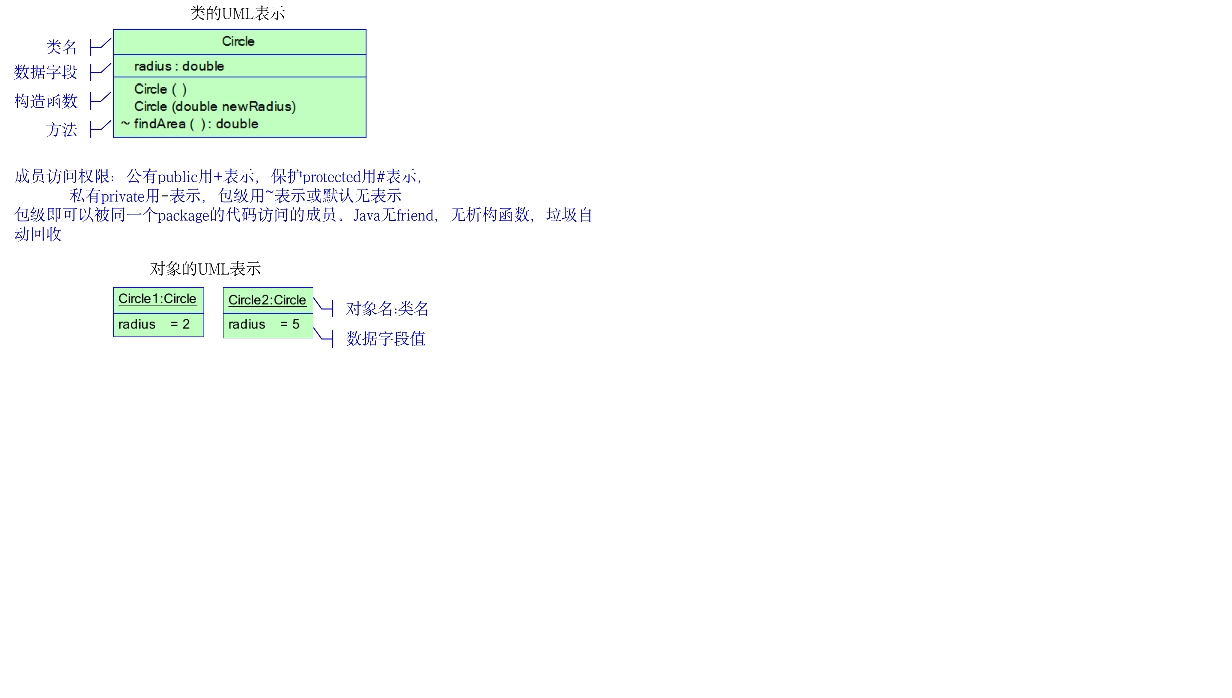 类的UML表示
类名
Circle
数据字段
radius : double
构造函数
Circle ( )
Circle (double newRadius)
方法
~ findArea ( ) : double
成员访问权限：公有public用+表示，保护protected用#表示，
私有private用-表示，包级用~表示或默认无表示
包级即可以被同一个package的代码访问的成员．Java无friend，无析构函数，垃圾自
动回收
对象的UML表示
Circle1:Circle
Circle2:Circle
对象名:类名
radius = 2
radius = 5
数据字段值